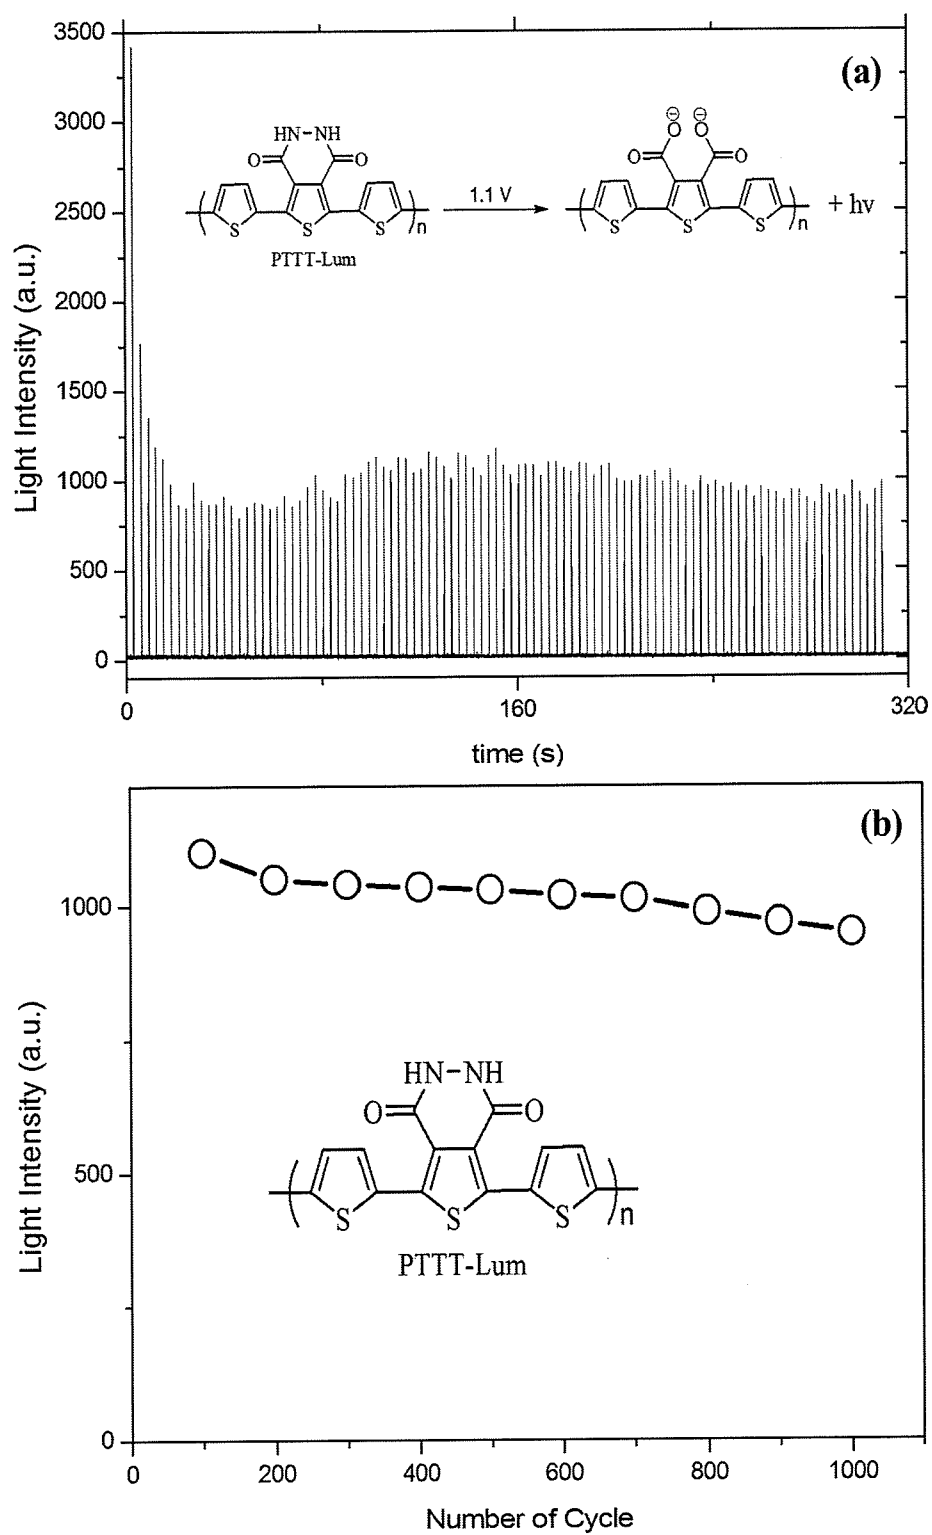 3500
(a)
3000
HN-NH
O
O
S
S
S
n
PTTT-Lum
1.1 V
⊖
⊖
O
O
O
O
S
S
S
n
+ hν
2500
2000
1500
1000
500
0
Light Intensity (a.u.)
0
160
320
time (s)
(b)
1000
500
0
Light Intensity (a.u.)
HN-NH
O
O
S
S
S
n
PTTT-Lum
0
200
400
600
800
1000
Number of Cycle